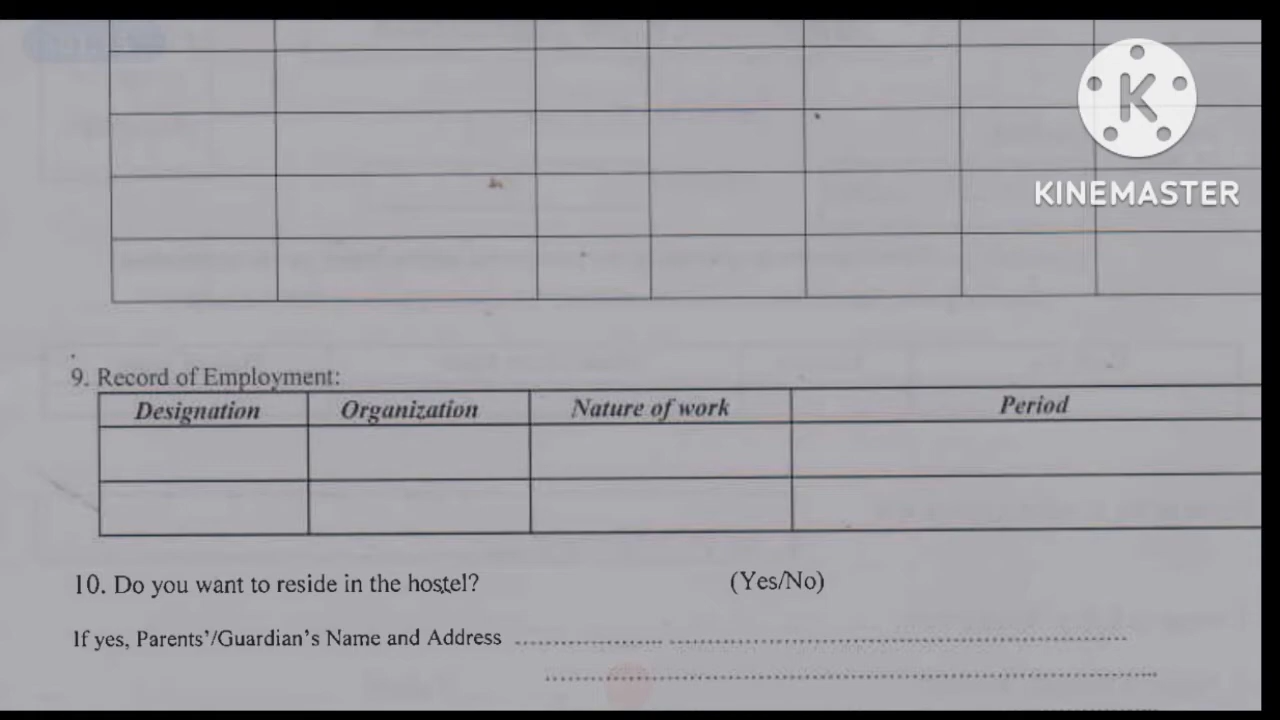 K
KINEMASTER
9. Record of Employment:
Designation Organization Nature of work Period
10. Do you want to reside in the hostel? (Yes/No)
If yes, Parents'/Guardian's Name and Address ........................................................
........................................................